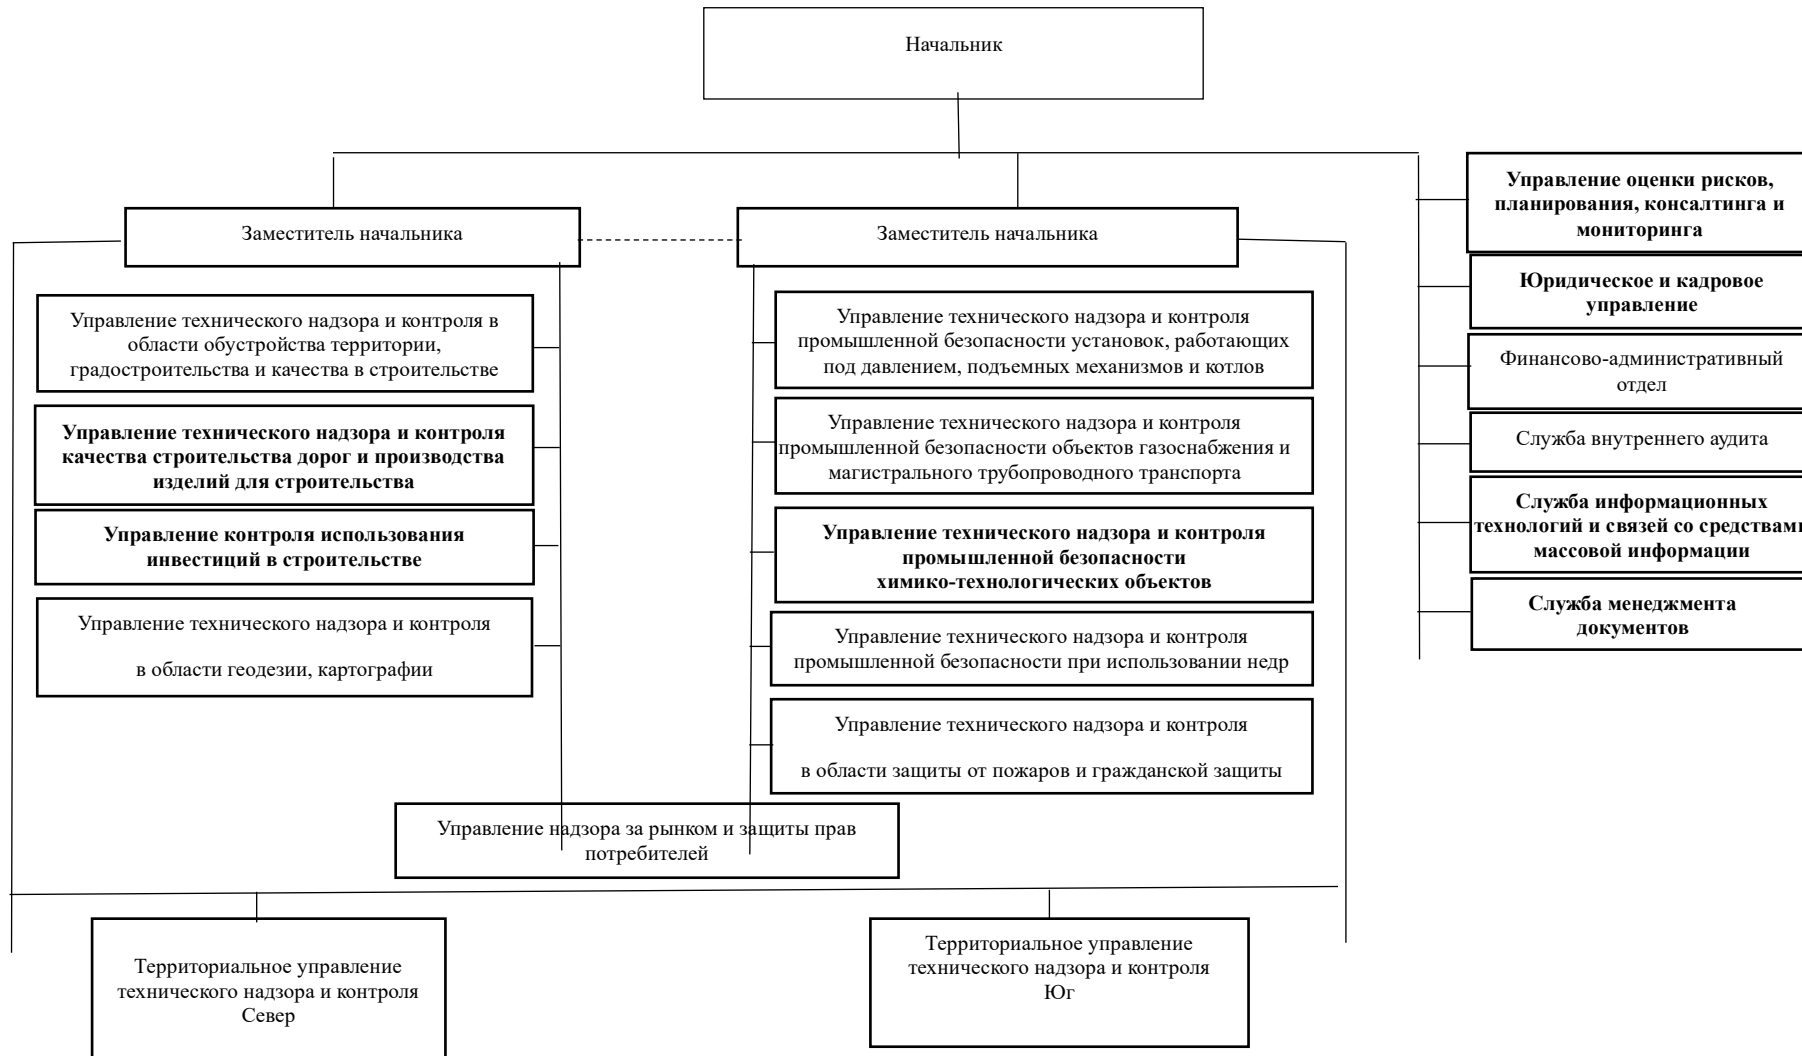 Начальник
Заместитель начальника
Заместитель начальника
Управление оценки рисков,
планирования, консалтинга и
мониторинга
Юридическое и кадровое
управление
Финансово-административный
отдел
Служба внутреннего аудита
Служба информационных
технологий и связей со средствами
массовой информации
Служба менеджмента
документов
Управление технического надзора и контроля в
области обустройства территории,
градостроительства и качества в строительстве
Управление технического надзора и контроля
качества строительства дорог и производства
изделий для строительства
Управление контроля использования
инвестиций в строительстве
Управление технического надзора и контроля
в области геодезии, картографии
Управление технического надзора и контроля
промышленной безопасности установок, работающих
под давлением, подъемных механизмов и котлов
Управление технического надзора и контроля
промышленной безопасности объектов газоснабжения и
магистрального трубопроводного транспорта
Управление технического надзора и контроля
промышленной безопасности
химико-технологических объектов
Управление технического надзора и контроля
промышленной безопасности при использовании недр
Управление технического надзора и контроля
в области защиты от пожаров и гражданской защиты
Управление надзора за рынком и защиты прав
потребителей
Территориальное управление
технического надзора и контроля
Север
Территориальное управление
технического надзора и контроля
Юг